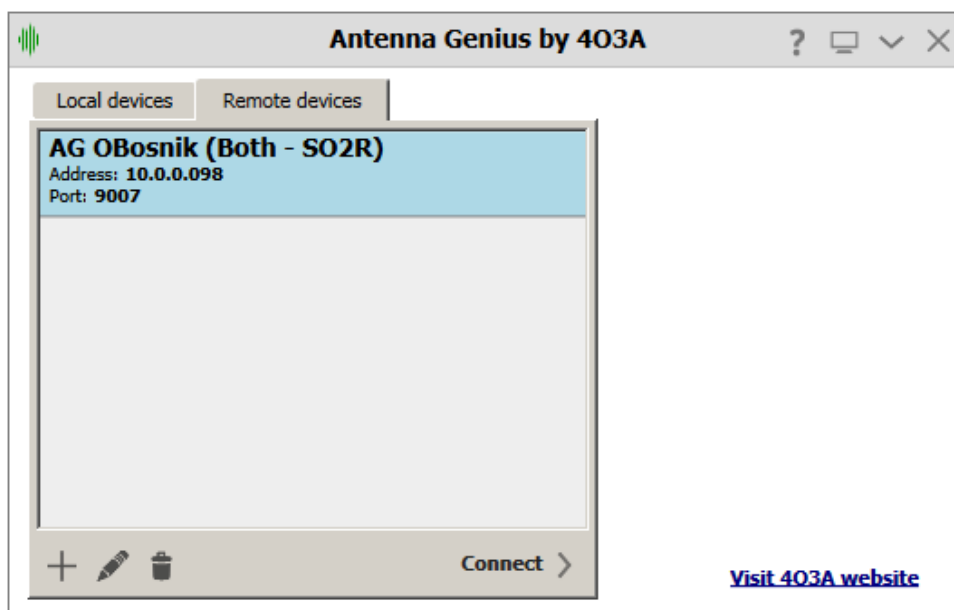 Antenna Genius by 4O3A
?
Local devices
Remote devices
AG OBosnik (Both - SO2R)
Address: 10.0.0.098
Port: 9007
Connect
Visit 4O3A website